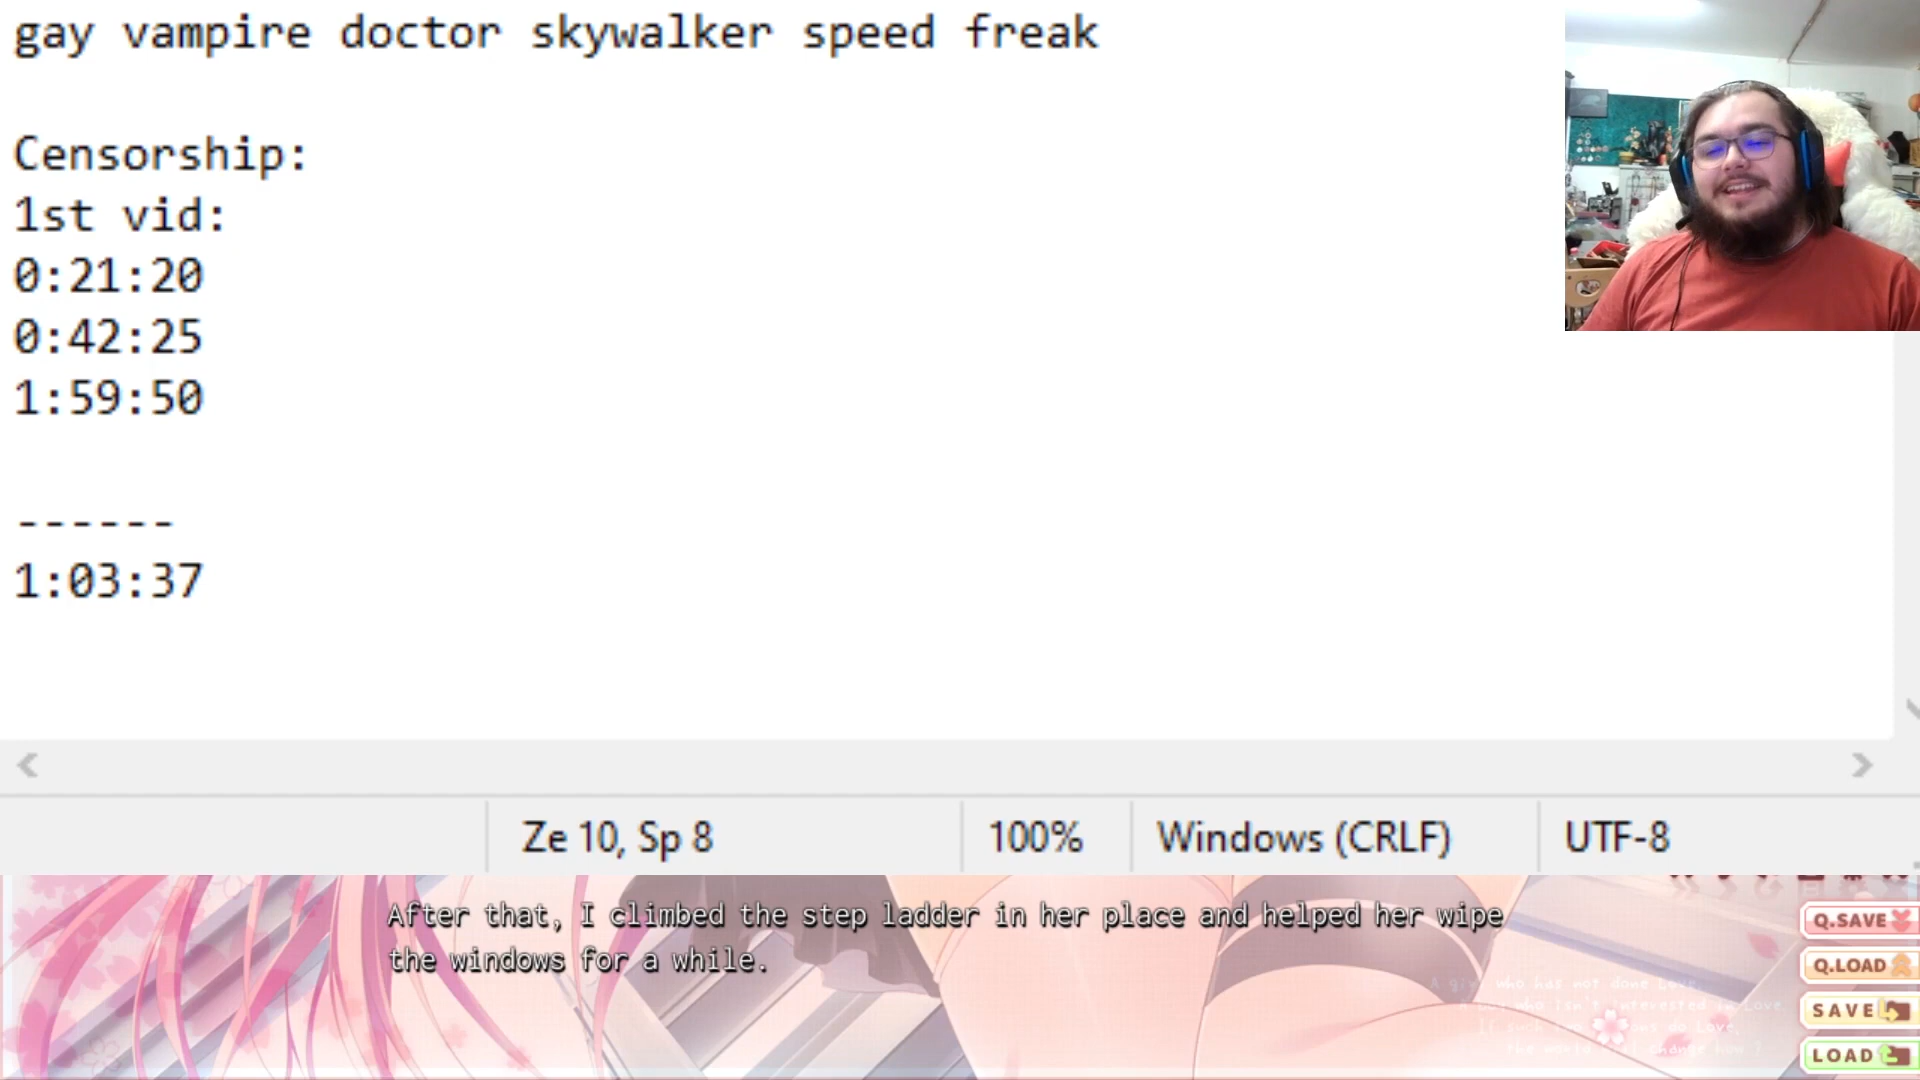 gay vampire doctor skywalker speed freak
Censorship:
1st vid:
0:21:20
0:42:25
1:59:50
------
1:03:37
Ze 10, Sp 8
100%
Windows (CRLF)
UTF-8
After that, I climbed the step ladder in her place and helped her wipe
the windows for a while.
Q.SAVE
Q.LOAD
SAVE
LOAD